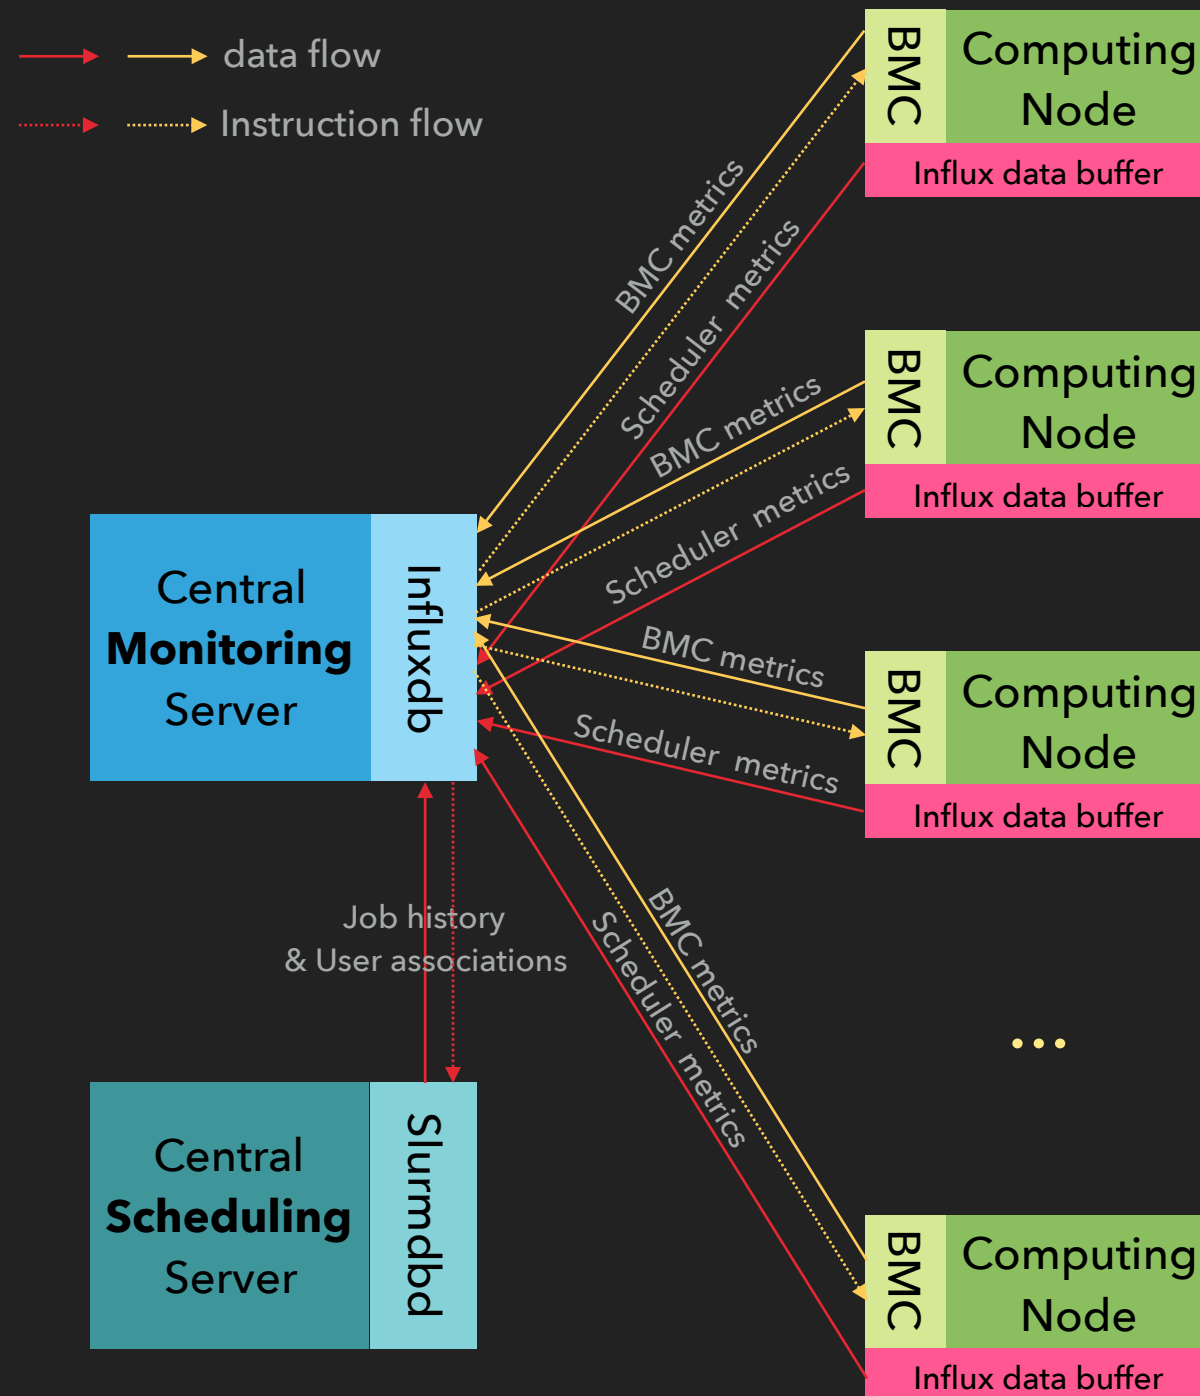 data flow
Instruction flow
BMC
Computing
Node
Influx data buffer
BMC metrics
Scheduler metrics
BMC
Computing
Node
Influx data buffer
BMC metrics
Scheduler metrics
Central
Monitoring
Server
Influxdb
BMC metrics
Scheduler metrics
BMC
Computing
Node
Influx data buffer
Job history
& User associations
BMC metrics
Scheduler metrics
...
Central
Scheduling
Server
Slurmdbd
BMC
Computing
Node
Influx data buffer